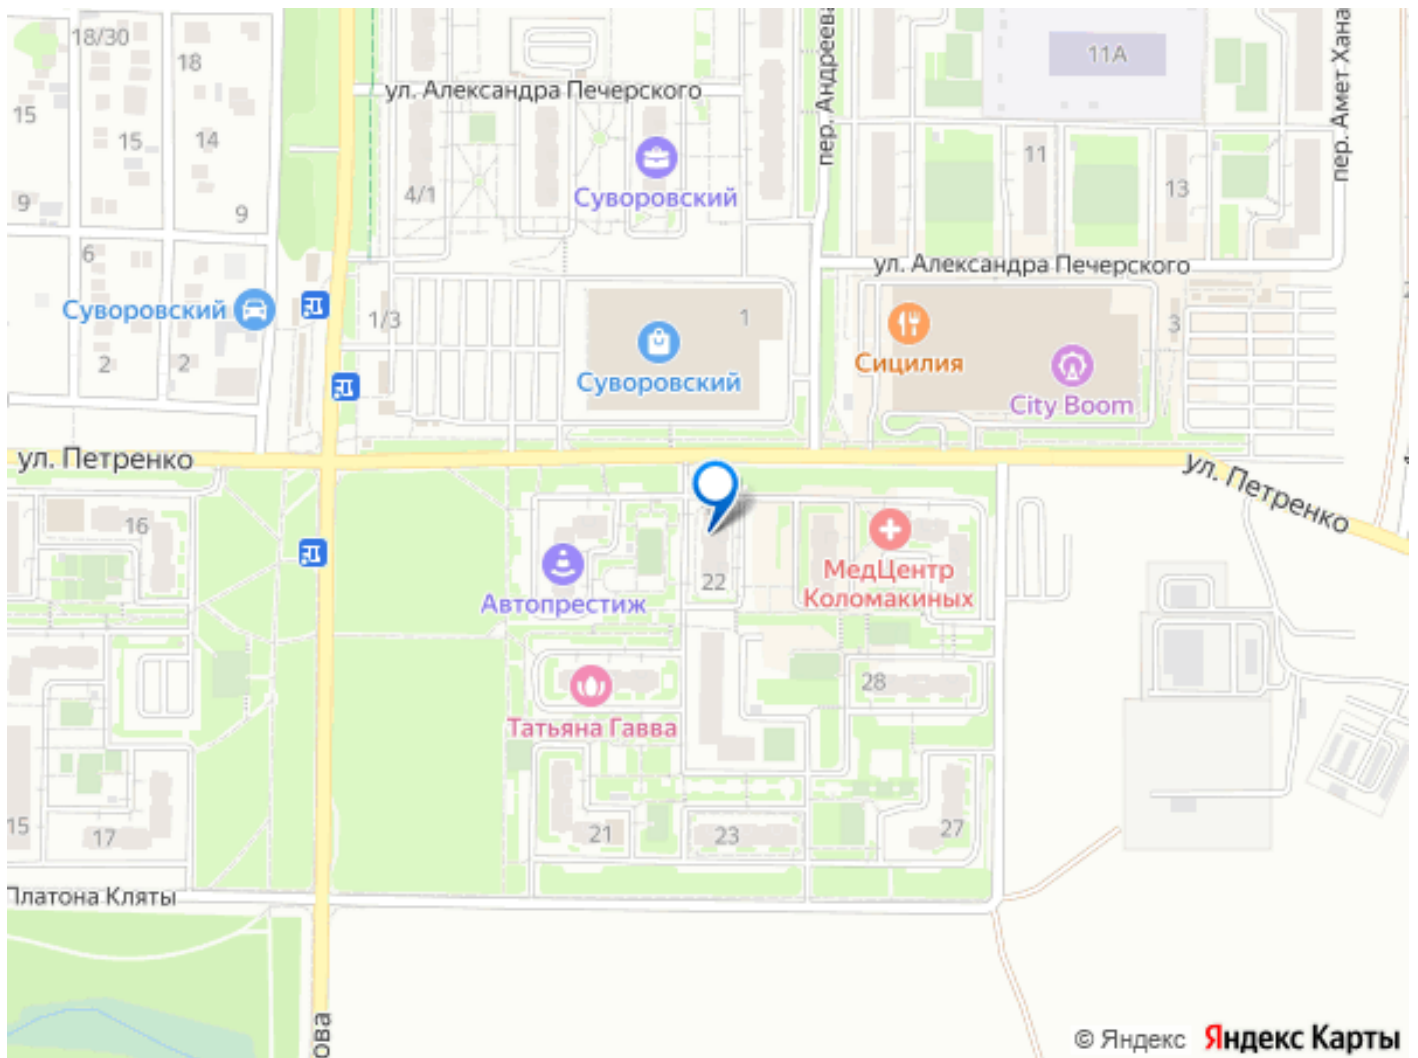 18/30
18
15
15
14
9
9
6
2
2
ул. Александра Печерского
пер. Андреева
11А
пер. Амет Хана
4/1
Суворовский
11
13
ул. Александра Печерского
Суворовский
1/3
1
Суворовский
Сицилия
3
City Boom
ул. Петренко
ул. Петренко
16
Автопрестиж
22
МедЦентр
Коломакиных
28
Татьяна Гавва
15
17
21
23
27
Платона Кляты
ова
© Яндекс Яндекс Карты